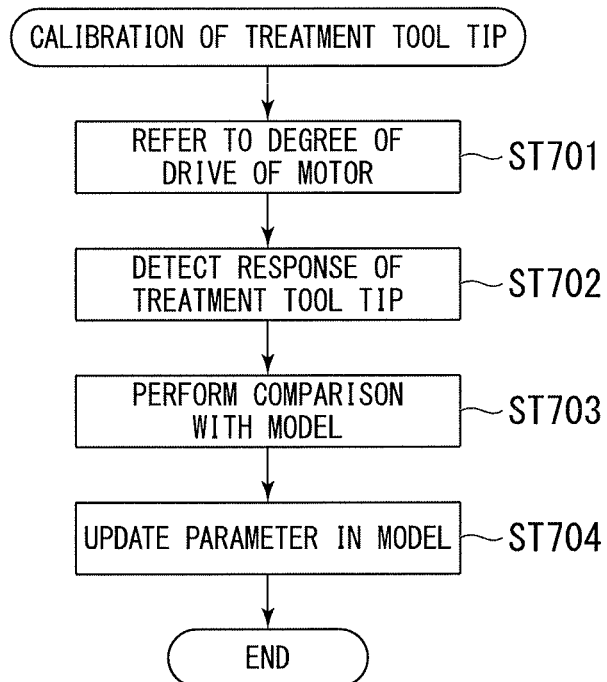 CALIBRATION OF TREATMENT TOOL TIP
REFER TO DEGREE OF
DRIVE OF MOTOR
ST701
DETECT RESPONSE OF
TREATMENT TOOL TIP
ST702
PERFORM COMPARISON
WITH MODEL
ST703
UPDATE PARAMETER IN MODEL
ST704
END